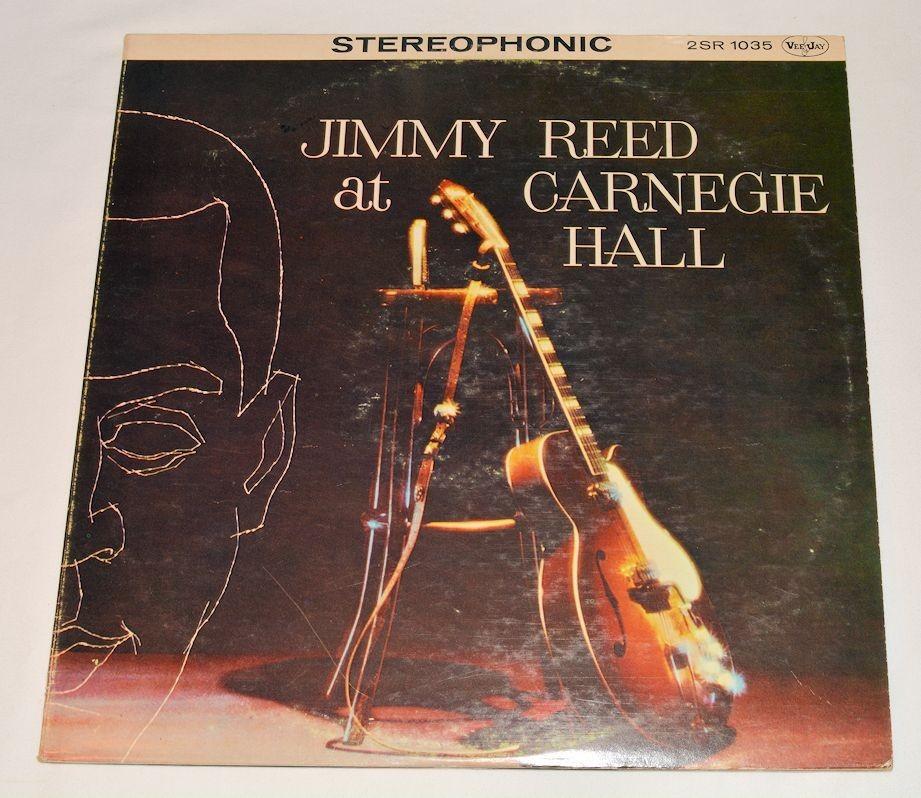 STEREOPHONIC 2SR 1035 VEE JAY
JIMMY REED
at CARNEGIE
HALL